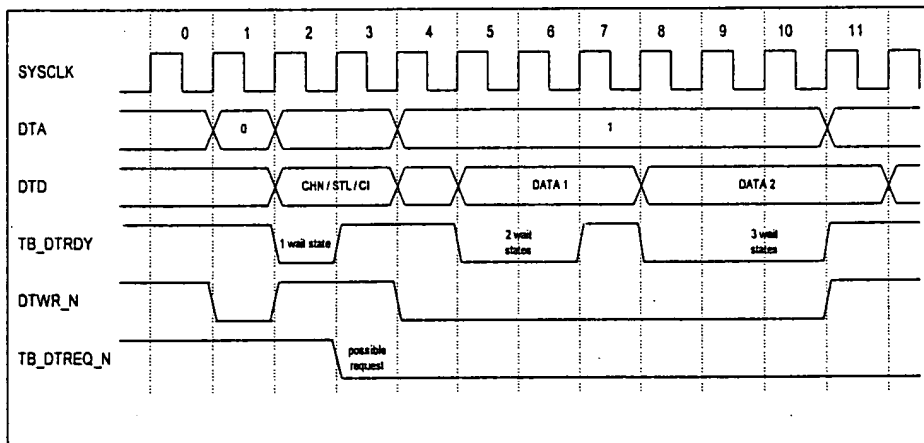 0 1 2 3 4 5 6 7 8 9 10 11
SYSCLK
DTA 0 1
DTD CHN / STL / CI DATA 1 DATA 2
TB_DTRDY 1 wait state 2 wait states 3 wait states
DTWR_N
TB_DTREQ_N possible request